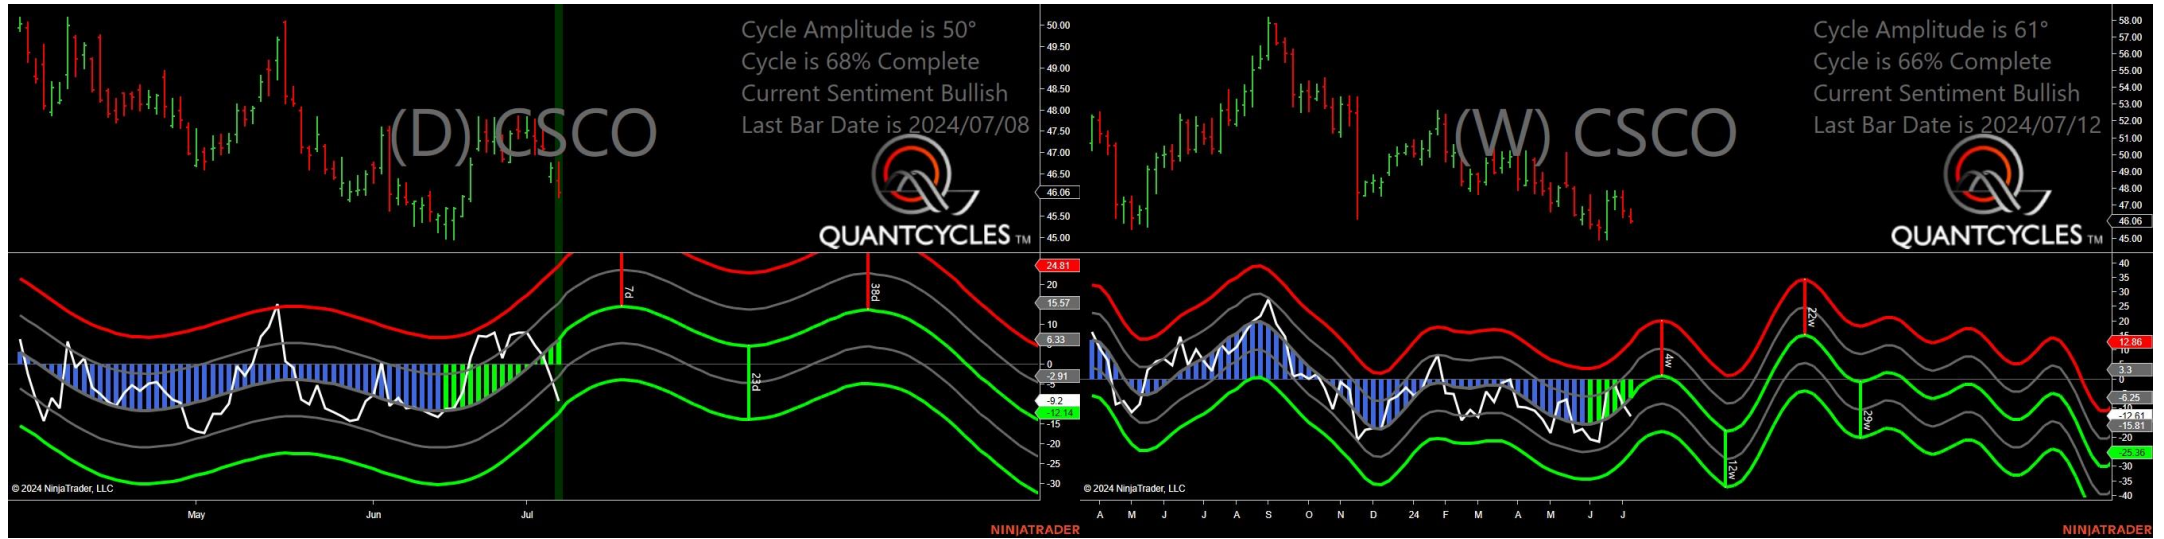 Cycle Amplitude is 50°
Cycle is 68% Complete
Current Sentiment Bullish
Last Bar Date is 2024/07/08
(D) CSCO
QUANTCYCLES TM
50.00
49.50
49.00
48.50
48.00
47.50
47.00
46.50
46.06
45.50
45.00
24.81
20
15.57
10
6.33
0
-2.91
-9.2
-12.14
-15
-20
-25
-30
7d
23d
38d
© 2024 NinjaTrader, LLC
May Jun Jul
NINJATRADER
Cycle Amplitude is 61°
Cycle is 66% Complete
Current Sentiment Bullish
Last Bar Date is 2024/07/12
(W) CSCO
QUANTCYCLES TM
58.00
57.00
56.00
55.00
54.00
53.00
52.00
51.00
50.00
49.00
48.00
47.00
46.06
45.00
40
35
30
25
20
15
12.86
3.3
0
-6.25
-12.61
-15.81
-20
-25.36
-30
-35
-40
4w
12w
22w
29w
© 2024 NinjaTrader, LLC
A M J J A S O N D 24 F M A M J J
NINJATRADER